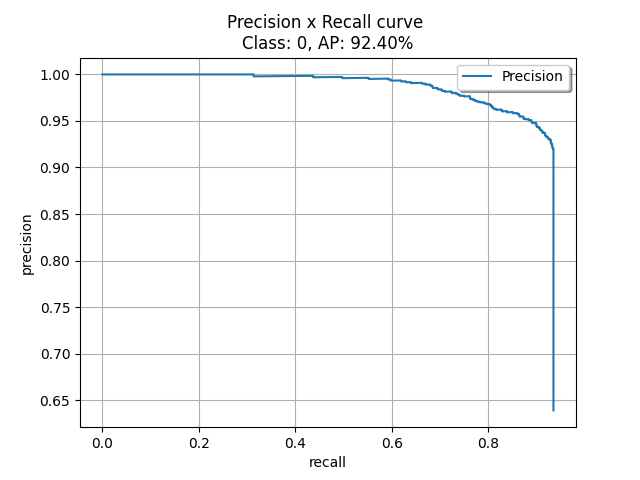 Precision x Recall curve
Class: 0, AP: 92.40%
Precision
1.00
0.95
0.90
0.85
0.80
0.75
0.70
0.65
precision
0.0 0.2 0.4 0.6 0.8
recall